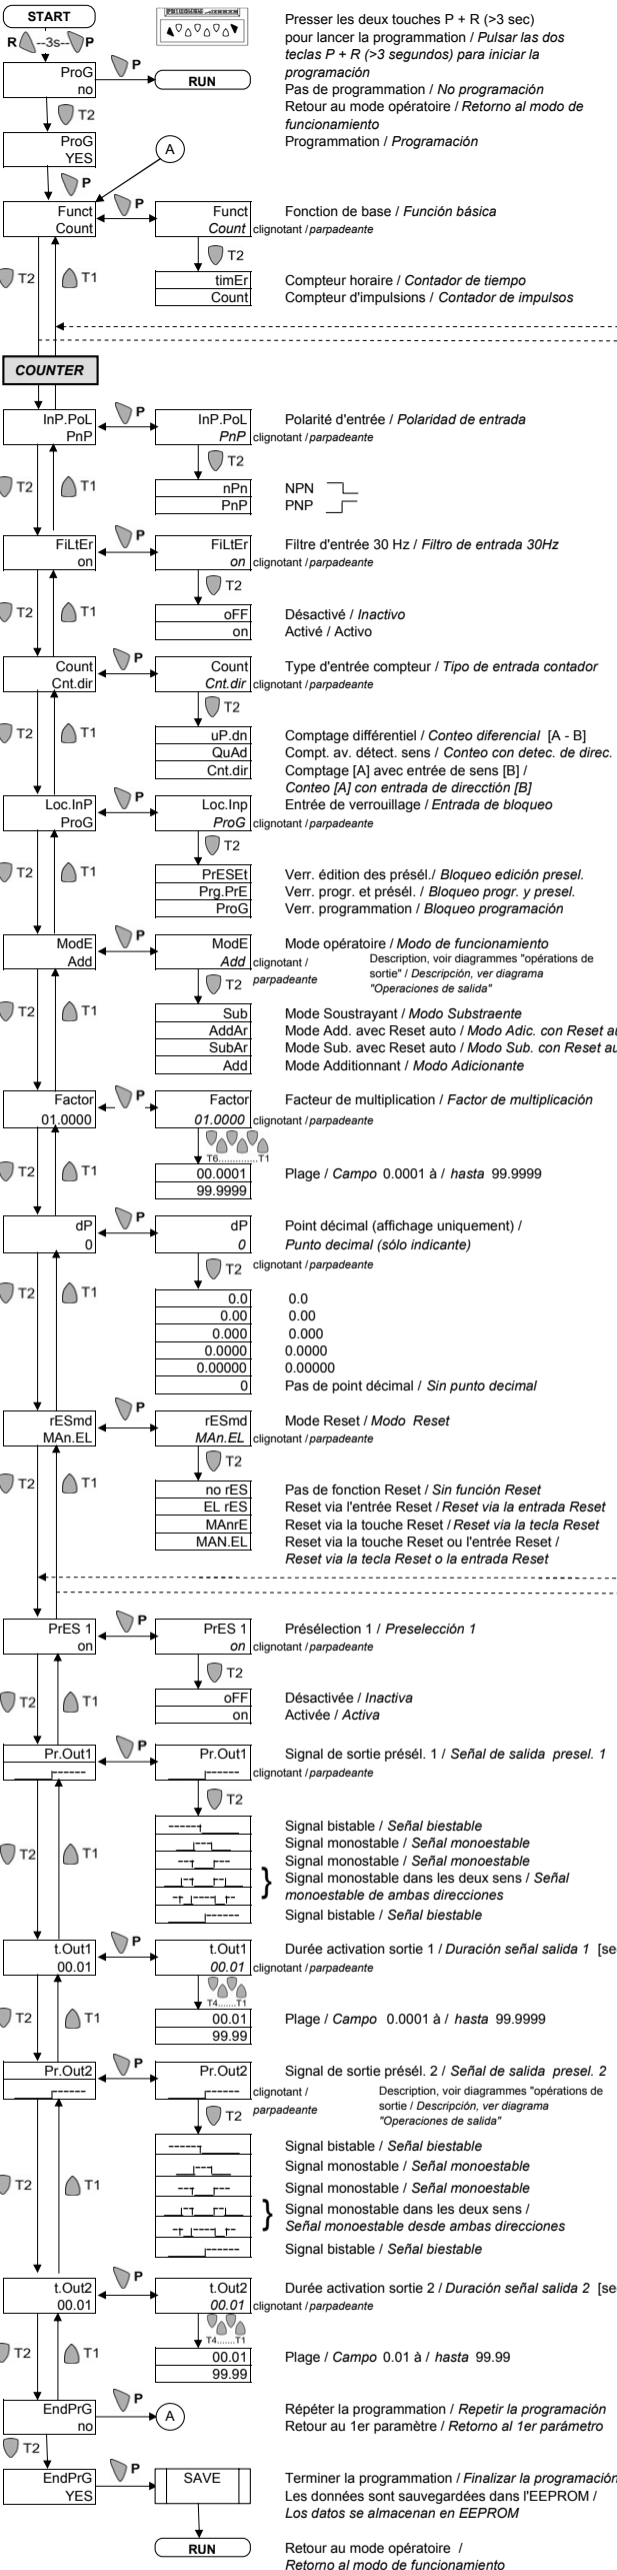 START
R --3s-- P
Presser les deux touches P + R (>3 sec)
pour lancer la programmation / Pulsar las dos
teclas P + R (>3 segundos) para iniciar la
programación
ProG
no
P
RUN
Pas de programmation / No programación
Retour au mode opératoire / Retorno al modo de
funcionamiento
T2
ProG
YES
A
Programmation / Programación
P
Funct
Count
P
Funct
Count
clignotant / parpadeante
Fonction de base / Función básica
T2
T1
T2
timEr
Count
Compteur horaire / Contador de tiempo
Compteur d'impulsions / Contador de impulsos
COUNTER
InP.PoL
PnP
P
InP.PoL
PnP
clignotant / parpadeante
Polarité d'entrée / Polaridad de entrada
T2
T1
T2
nPn
PnP
NPN
PNP
FiLtEr
on
P
FiLtEr
on
clignotant / parpadeante
Filtre d'entrée 30 Hz / Filtro de entrada 30Hz
T2
T1
T2
oFF
on
Désactivé / Inactivo
Activé / Activo
Count
Cnt.dir
P
Count
Cnt.dir
clignotant / parpadeante
Type d'entrée compteur / Tipo de entrada contador
T2
T1
T2
uP.dn
QuAd
Cnt.dir
Comptage différentiel / Conteo diferencial [A - B]
Compt. av. détect. sens / Conteo con detec. de direc.
Comptage [A] avec entrée de sens [B] /
Conteo [A] con entrada de direcctión [B]
Loc.InP
ProG
P
Loc.Inp
ProG
clignotant / parpadeante
Entrée de verrouillage / Entrada de bloqueo
T2
T1
T2
PrESEt
Prg.PrE
ProG
Verr. édition des présél./ Bloqueo edición presel.
Verr. progr. et présél. / Bloqueo progr. y presel.
Verr. programmation / Bloqueo programación
ModE
Add
P
ModE
Add
clignotant /
parpadeante
Mode opératoire / Modo de funcionamiento
Description, voir diagrammes "opérations de
sortie" / Descripción, ver diagrama
"Operaciones de salida"
T2
T1
T2
Sub
AddAr
SubAr
Add
Mode Soustrayant / Modo Substraente
Mode Add. avec Reset auto / Modo Adic. con Reset au
Mode Sub. avec Reset auto / Modo Sub. con Reset au
Mode Additionnant / Modo Adicionante
Factor
01.0000
P
Factor
01.0000
clignotant / parpadeante
Facteur de multiplication / Factor de multiplicación
T6..............T1
T2
T1
00.0001
99.9999
Plage / Campo 0.0001 à / hasta 99.9999
dP
0
P
dP
0
clignotant / parpadeante
Point décimal (affichage uniquement) /
Punto decimal (sólo indicante)
T2
T1
T2
0.0
0.00
0.000
0.0000
0.00000
0
0.0
0.00
0.000
0.0000
0.00000
Pas de point décimal / Sin punto decimal
rESmd
MAn.EL
P
rESmd
MAn.EL
clignotant / parpadeante
Mode Reset / Modo Reset
T2
T1
T2
no rES
EL rES
MAnrE
MAN.EL
Pas de fonction Reset / Sin función Reset
Reset via l'entrée Reset / Reset via la entrada Reset
Reset via la touche Reset / Reset via la tecla Reset
Reset via la touche Reset ou l'entrée Reset /
Reset via la tecla Reset o la entrada Reset
PrES 1
on
P
PrES 1
on
clignotant / parpadeante
Présélection 1 / Preselección 1
T2
T1
T2
oFF
on
Désactivée / Inactiva
Activée / Activa
Pr.Out1
P
Pr.Out1
clignotant / parpadeante
Signal de sortie présél. 1 / Señal de salida presel. 1
T2
T1
T2
Signal bistable / Señal biestable
Signal monostable / Señal monoestable
Signal monostable / Señal monoestable
Signal monostable dans les deux sens / Señal
monoestable de ambas direcciones
Signal bistable / Señal biestable
t.Out1
00.01
P
t.Out1
00.01
clignotant / parpadeante
Durée activation sortie 1 / Duración señal salida 1 [se
T4.......T1
T2
T1
00.01
99.99
Plage / Campo 0.0001 à / hasta 99.9999
Pr.Out2
P
Pr.Out2
clignotant /
parpadeante
Signal de sortie présél. 2 / Señal de salida presel. 2
Description, voir diagrammes "opérations de
sortie / Descripción, ver diagrama
"Operaciones de salida"
T2
T1
T2
Signal bistable / Señal biestable
Signal monostable / Señal monoestable
Signal monostable / Señal monoestable
Signal monostable dans les deux sens /
Señal monoestable desde ambas direcciones
Signal bistable / Señal biestable
t.Out2
00.01
P
t.Out2
00.01
clignotant / parpadeante
Durée activation sortie 2 / Duración señal salida 2 [se
T4.......T1
T2
T1
00.01
99.99
Plage / Campo 0.01 à / hasta 99.99
EndPrG
no
P
A
Répéter la programmation / Repetir la programación
Retour au 1er paramètre / Retorno al 1er parámetro
T2
EndPrG
YES
P
SAVE
Terminer la programmation / Finalizar la programación
Les données sont sauvegardées dans l'EEPROM /
Los datos se almacenan en EEPROM
RUN
Retour au mode opératoire /
Retorno al modo de funcionamiento